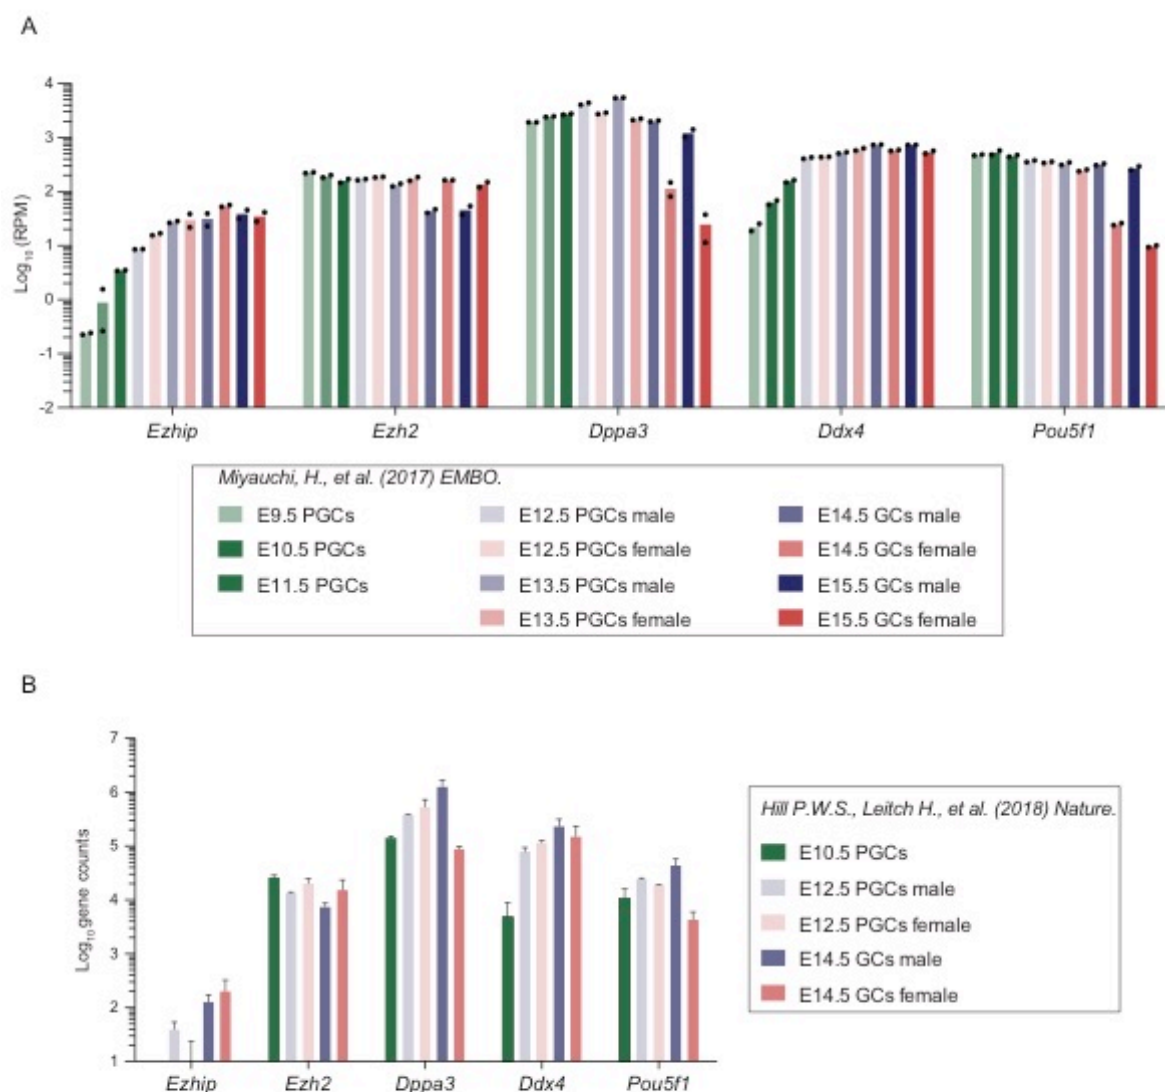 A
4
3
2
1
0
-1
-2
Log10 (RPM)
Ezhip Ezh2 Dppa3 Ddx4 Pou5f1
Miyauchi, H., et al. (2017) EMBO.
E9.5 PGCs
E10.5 PGCs
E11.5 PGCs
E12.5 PGCs male
E12.5 PGCs female
E13.5 PGCs male
E13.5 PGCs female
E14.5 GCs male
E14.5 GCs female
E15.5 GCs male
E15.5 GCs female
B
7
6
5
4
3
2
1
Log10 gene counts
Ezhip Ezh2 Dppa3 Ddx4 Pou5f1
Hill P.W.S., Leitch H., et al. (2018) Nature.
E10.5 PGCs
E12.5 PGCs male
E12.5 PGCs female
E14.5 GCs male
E14.5 GCs female